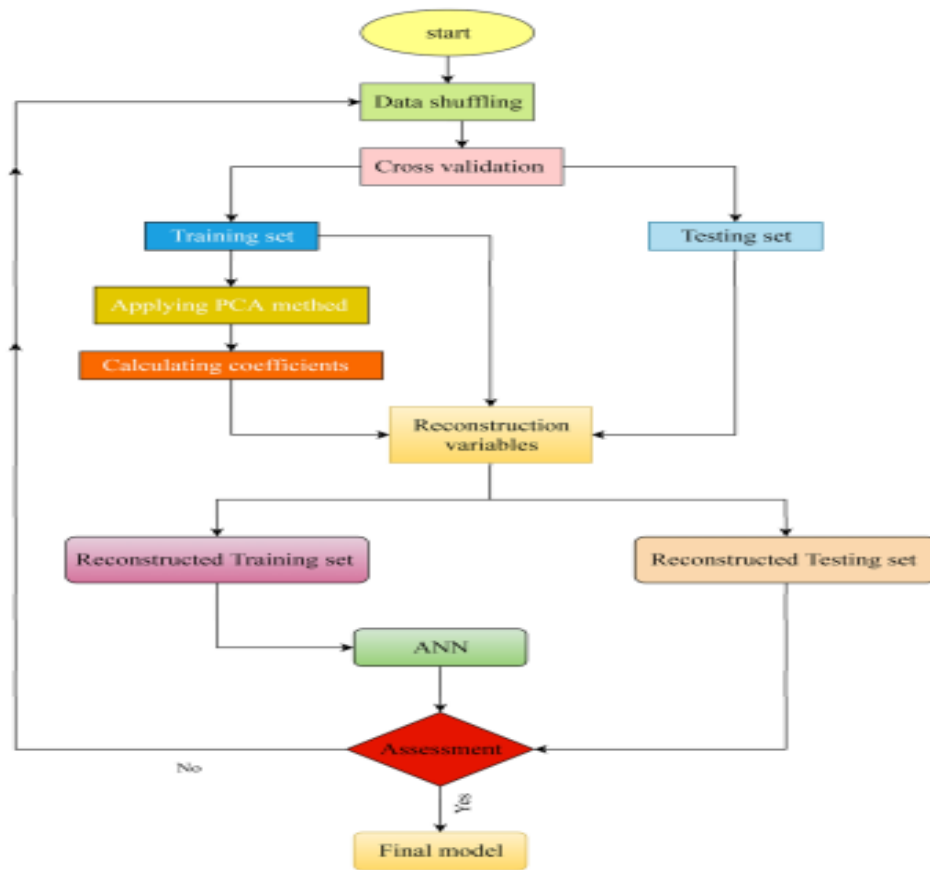 start
Data shuffling
Cross validation
Training set
Testing set
Applying PCA method
Calculating coefficients
Reconstruction
variables
Reconstructed Training set
Reconstructed Testing set
ANN
Assessment
No
Yes
Final model